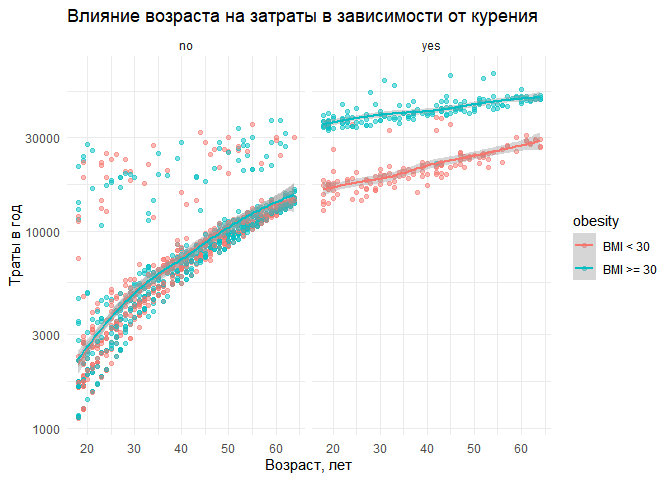 Влияние возраста на затраты в зависимости от курения
no yes
30000
10000
3000
1000
Траты в год
20 30 40 50 60 20 30 40 50 60
Возраст, лет
obesity
BMI < 30
BMI >= 30